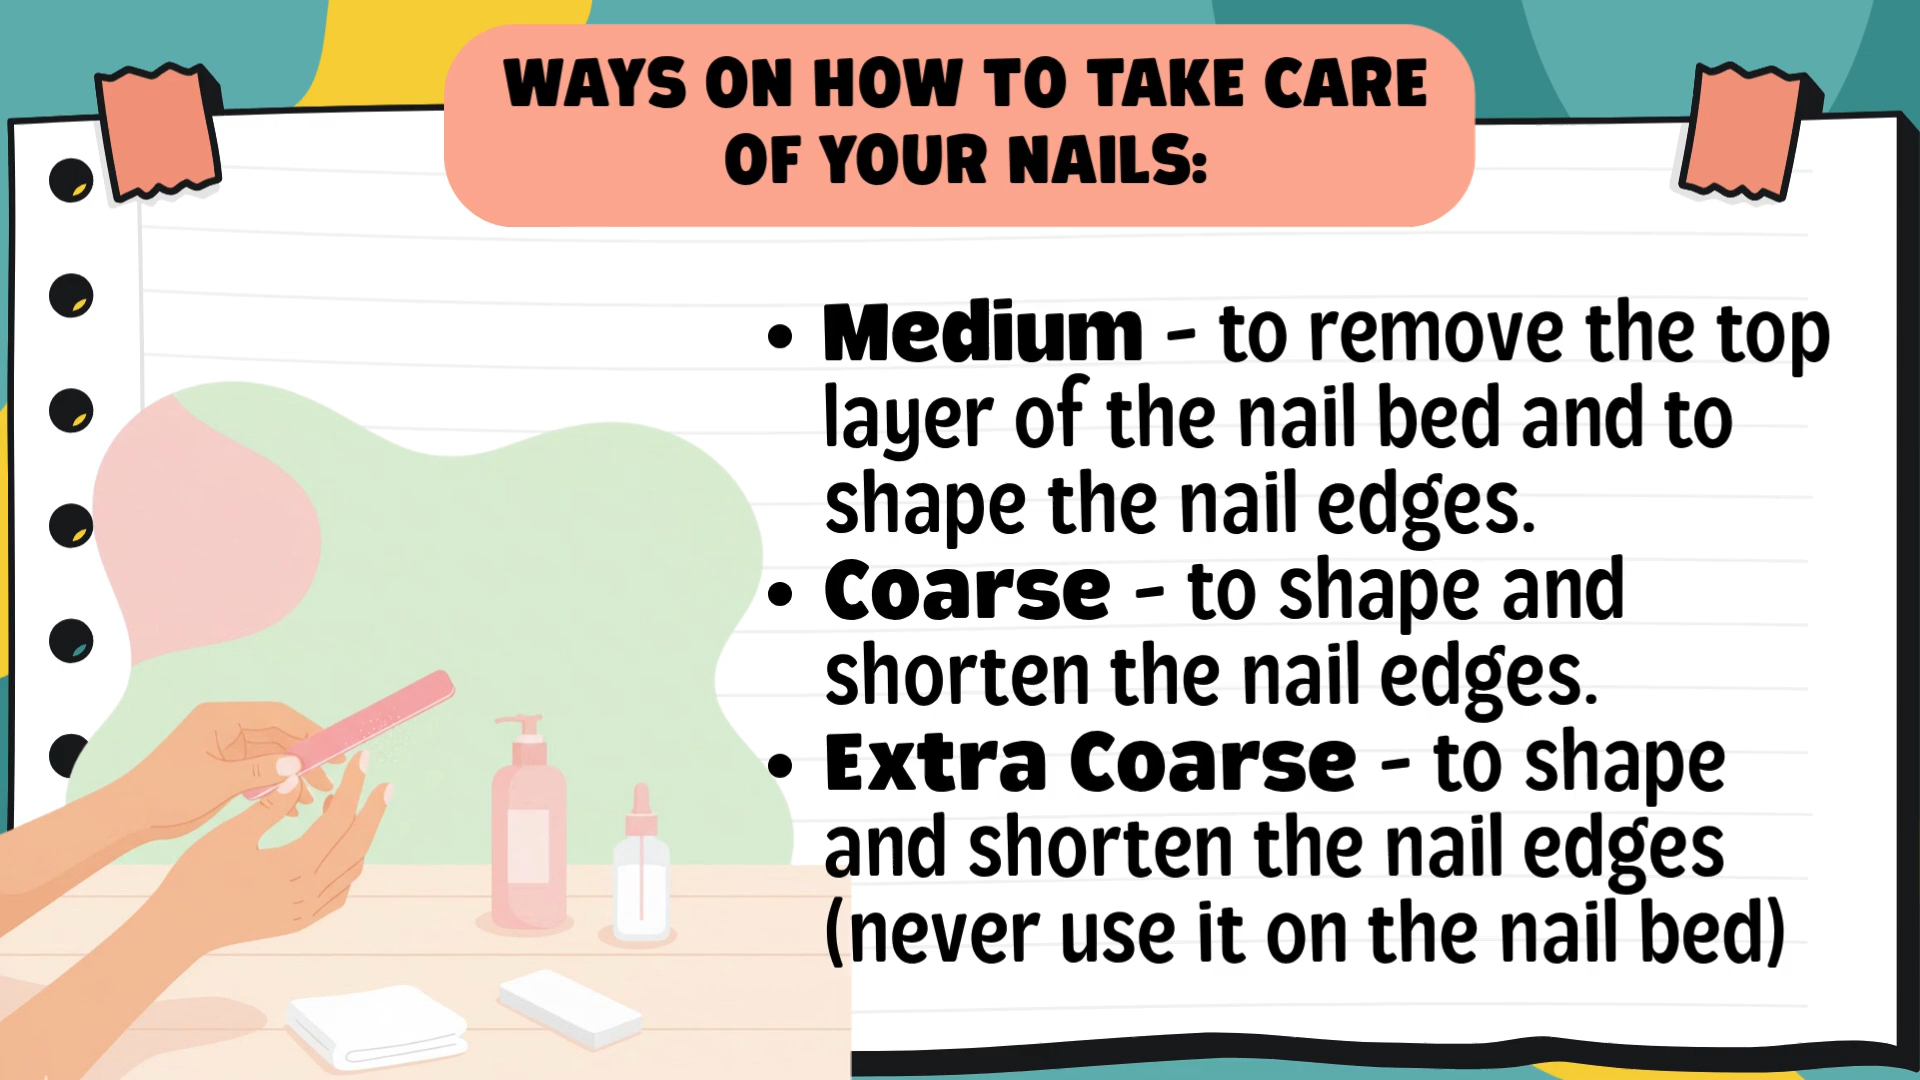 WAYS ON HOW TO TAKE CARE
OF YOUR NAILS:
• Medium - to remove the top
layer of the nail bed and to
shape the nail edges.
• Coarse - to shape and
shorten the nail edges.
• Extra Coarse - to shape
and shorten the nail edges
(never use it on the nail bed)